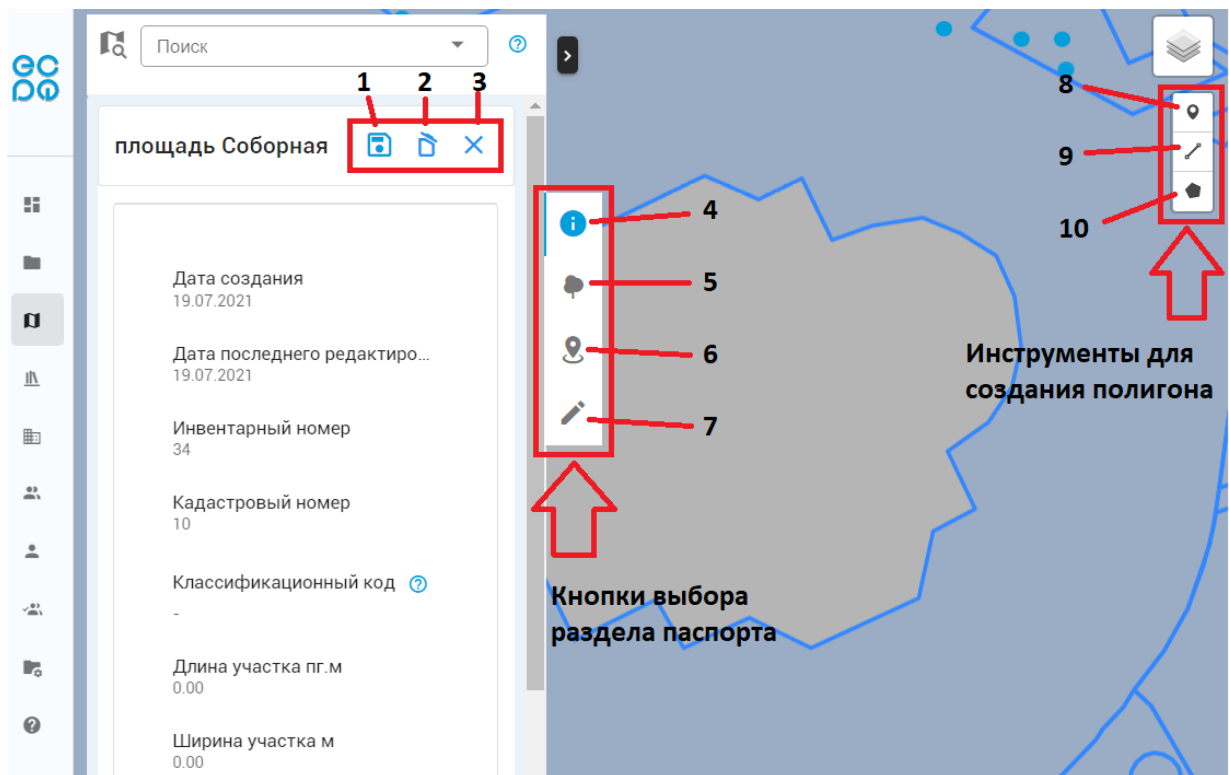 ес
ро
Поиск
1 2 3
площадь Соборная
Дата создания
19.07.2021
Дата последнего редактиро...
19.07.2021
Инвентарный номер
34
Кадастровый номер
10
Классификационный код
-
Длина участка пг.м
0.00
Ширина участка м
0.00
4
5
6
7
Кнопки выбора
раздела паспорта
8
9
10
Инструменты для
создания полигона